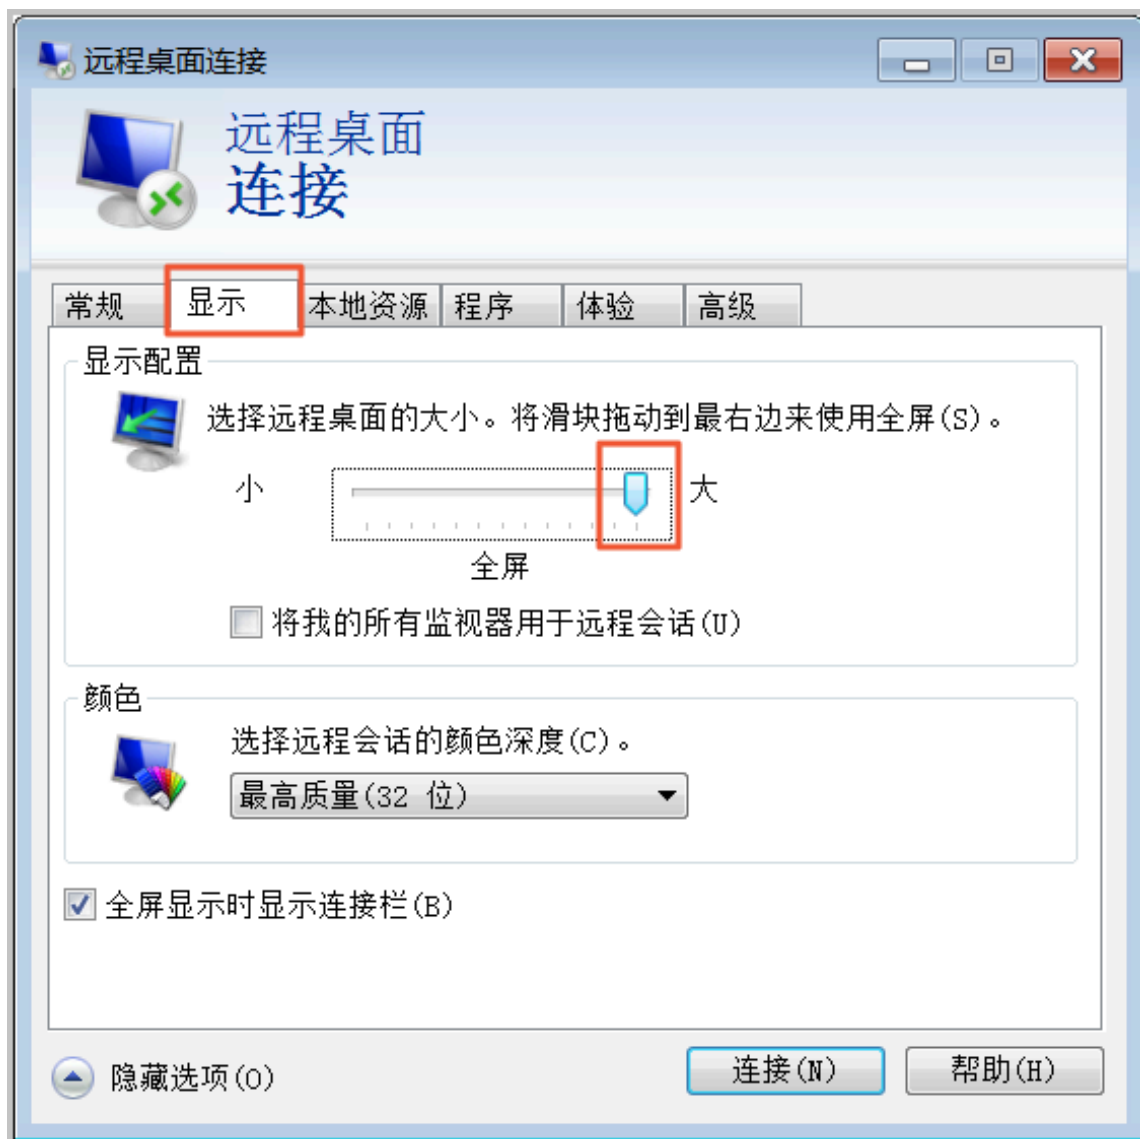 远程桌面连接
远程桌面
连接
常规 显示 本地资源 程序 体验 高级
显示配置
选择远程桌面的大小。将滑块拖动到最右边来使用全屏(S)。
小 大
全屏
将我的所有监视器用于远程会话(U)
颜色
选择远程会话的颜色深度(C)。
最高质量(32 位)
全屏显示时显示连接栏(B)
隐藏选项(O) 连接(N) 帮助(H)